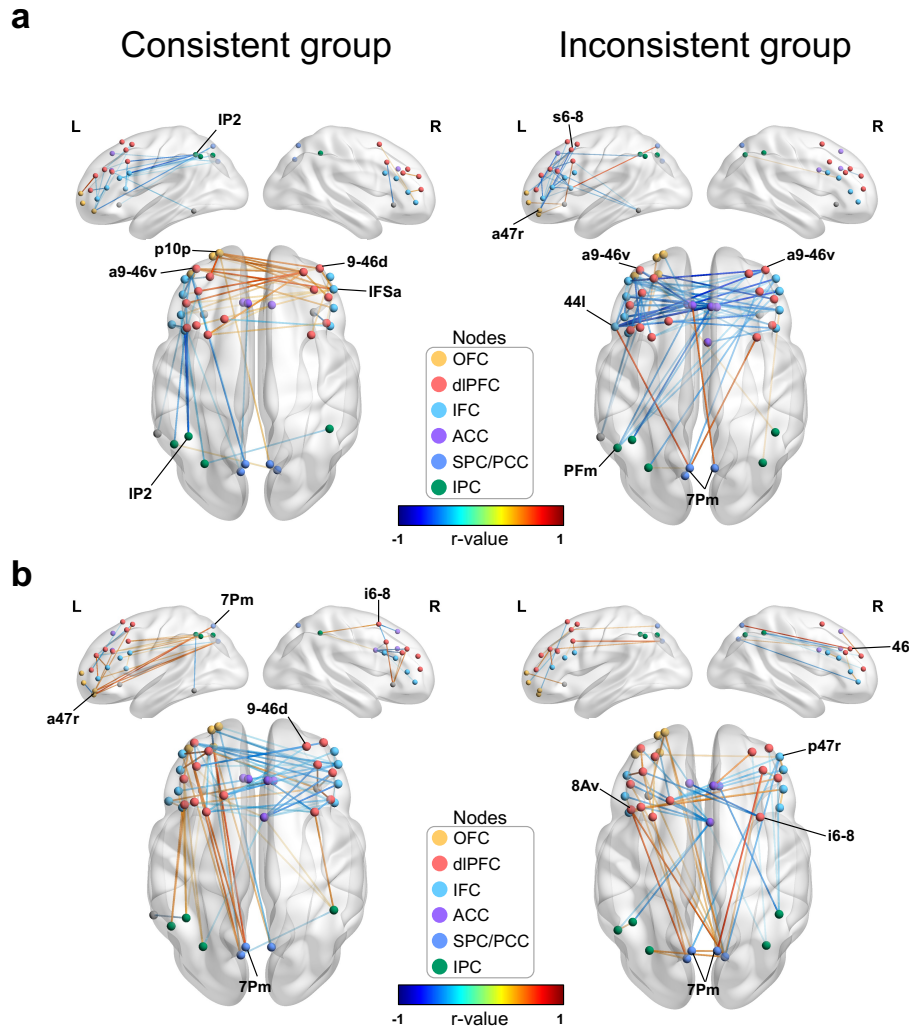 a
Consistent group
Inconsistent group
L
IP2
R
L
s6-8
R
a47r
p10p
a9-46v
9-46d
IFSa
IP2
a9-46v
a9-46v
44l
PFm
7Pm
Nodes
OFC
dlPFC
IFC
ACC
SPC/PCC
IPC
-1
r-value
1
b
L
7Pm
i6-8
R
a47r
L
R
46
9-46d
7Pm
p47r
8Av
i6-8
7Pm
Nodes
OFC
dlPFC
IFC
ACC
SPC/PCC
IPC
-1
r-value
1